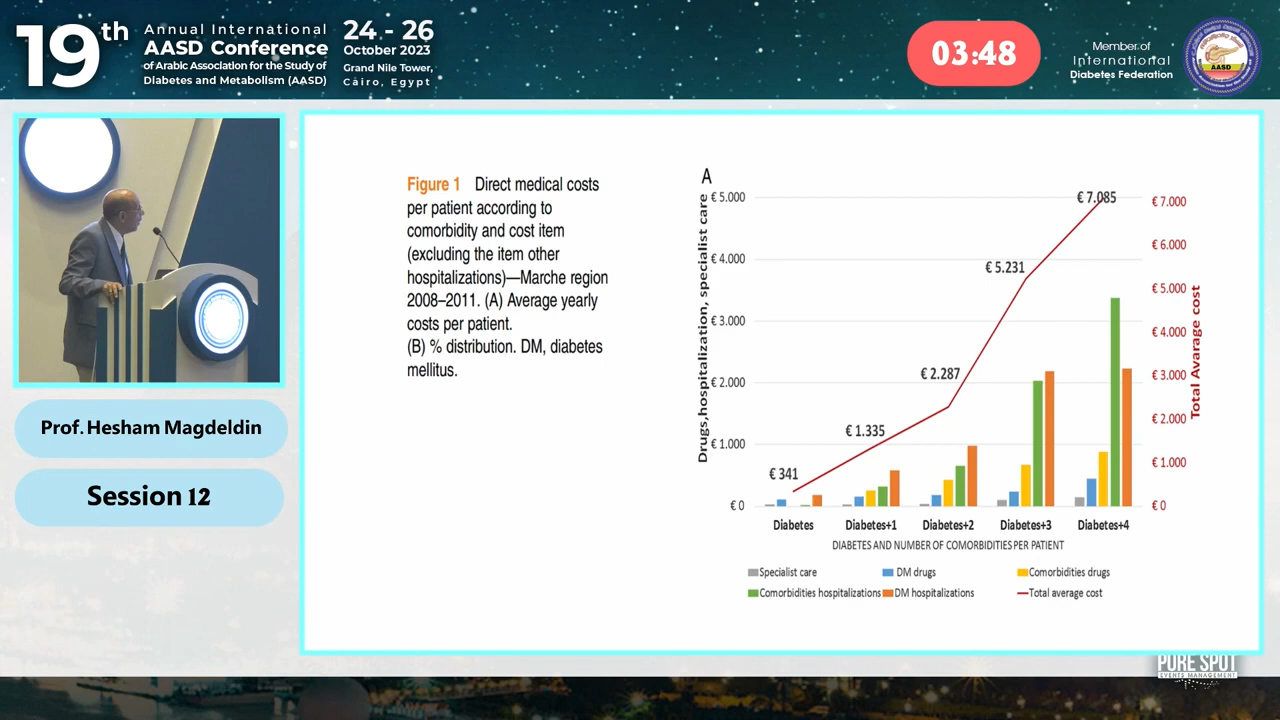 19th
Annual International
AASD Conference
of Arabic Association for the Study of
Diabetes and Metabolism (AASD)
24 - 26
October 2023
Grand Nile Tower,
Cairo, Egypt
03:48
Member of
International
Diabetes Federation
AASD
Prof. Hesham Magdeldin
Session 12
Figure 1 Direct medical costs
per patient according to
comorbidity and cost item
(excluding the item other
hospitalizations)—Marche region
2008–2011. (A) Average yearly
costs per patient.
(B) % distribution. DM, diabetes
mellitus.
A
Drugs,hospitalization, specialist care
€ 5.000
€ 4.000
€ 3.000
€ 2.000
€ 1.000
€ 0
€ 341
€ 1.335
€ 2.287
€ 5.231
€ 7.085
€ 7.000
€ 6.000
€ 5.000
€ 4.000
€ 3.000
€ 2.000
€ 1.000
€ 0
Total Avarage cost
Diabetes Diabetes+1 Diabetes+2 Diabetes+3 Diabetes+4
DIABETES AND NUMBER OF COMORBIDITIES PER PATIENT
Specialist care DM drugs Comorbidities drugs
Comorbidities hospitalizations DM hospitalizations Total average cost
PURE SPOT
EVENTS MANAGEMENT